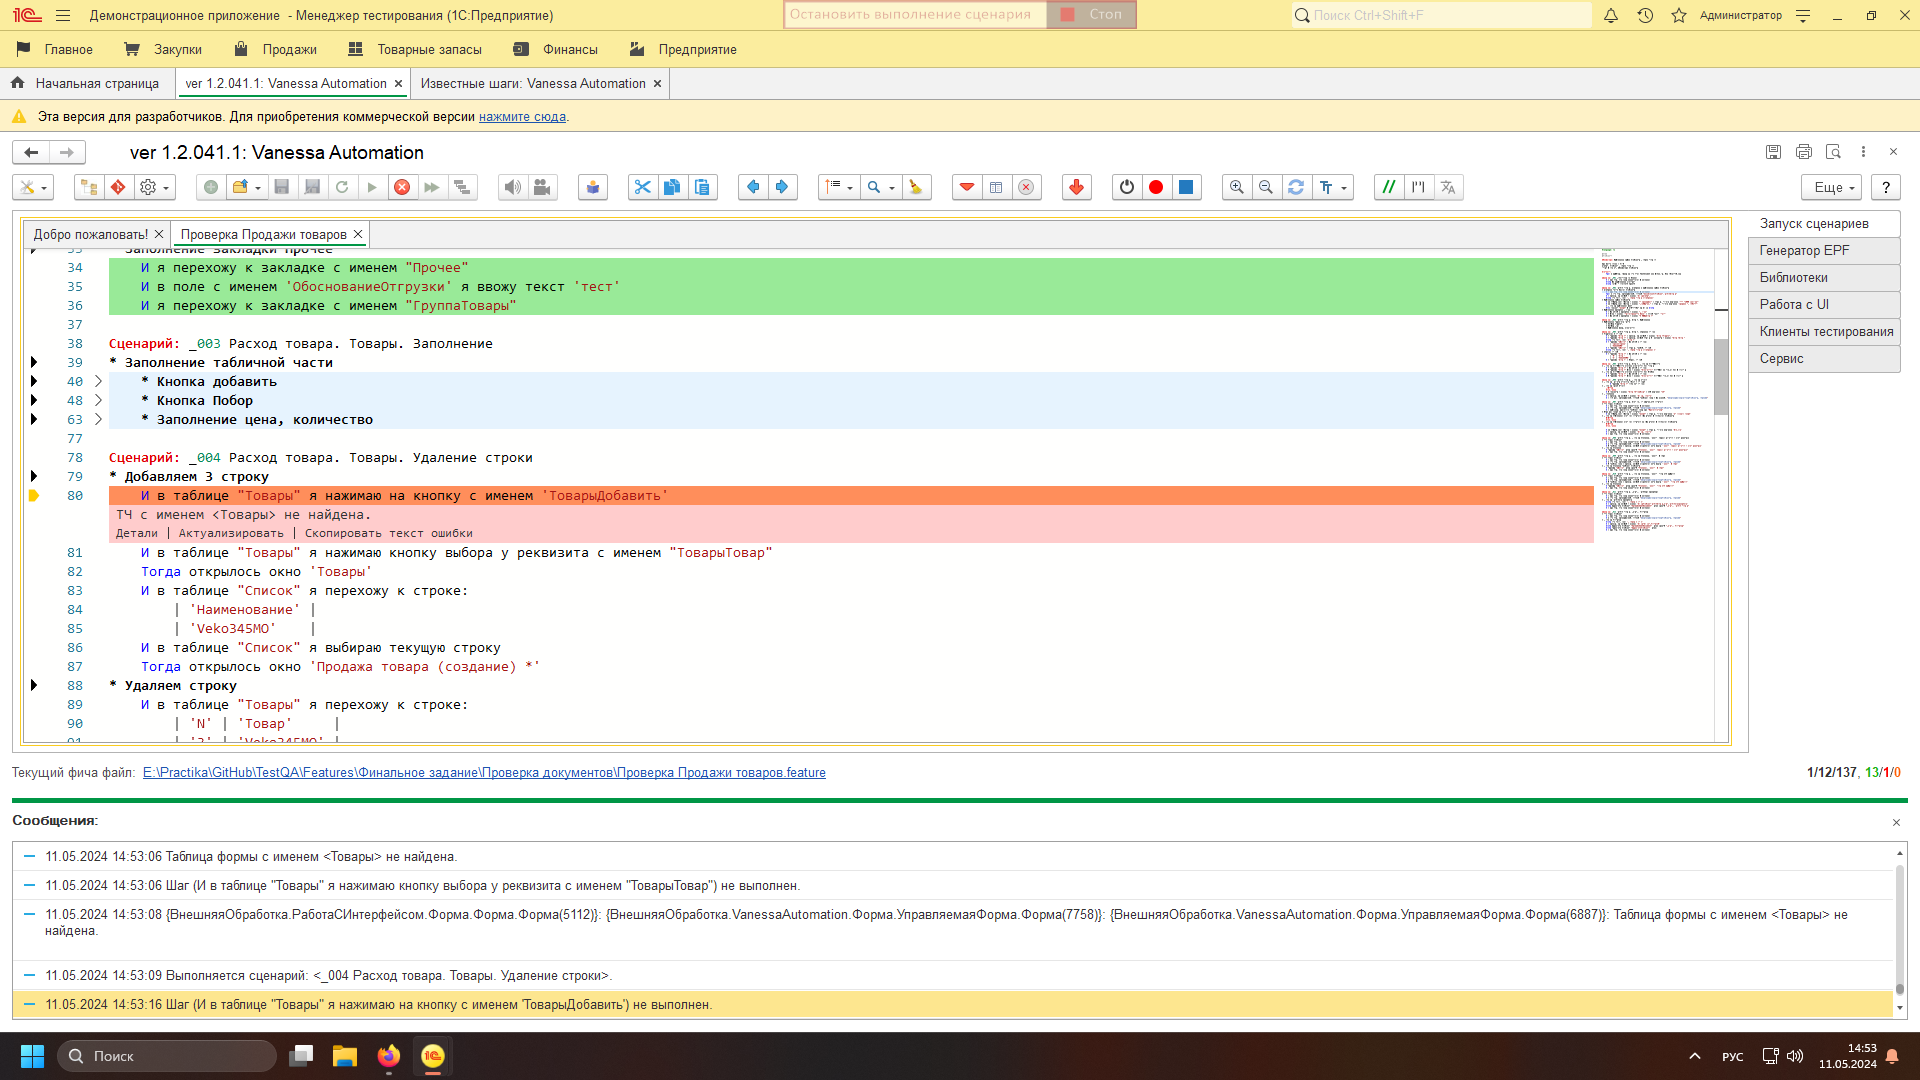 Демонстрационное приложение - Менеджер тестирования (1С:Предприятие)
Остановить выполнение сценария
Стоп
Поиск Ctrl+Shift+F
Администратор
Главное
Закупки
Продажи
Товарные запасы
Финансы
Предприятие
Начальная страница
ver 1.2.041.1: Vanessa Automation
Известные шаги: Vanessa Automation
Эта версия для разработчиков. Для приобретения коммерческой версии нажмите сюда.
ver 1.2.041.1: Vanessa Automation
Еще
?
Добро пожаловать!
Проверка Продажи товаров
Запуск сценариев
Генератор EPF
Библиотеки
Работа с UI
Клиенты тестирования
Сервис
Заполнение закладки Прочее
34 И я перехожу к закладке с именем "Прочее"
35 И в поле с именем 'ОбоснованиеОтгрузки' я ввожу текст 'тест'
36 И я перехожу к закладке с именем "ГруппаТовары"
37
38 Сценарий: _003 Расход товара. Товары. Заполнение
39 * Заполнение табличной части
40 * Кнопка добавить
48 * Кнопка Побор
63 * Заполнение цена, количество
77
78 Сценарий: _004 Расход товара. Товары. Удаление строки
79 * Добавляем 3 строку
80 И в таблице "Товары" я нажимаю на кнопку с именем 'ТоварыДобавить'
ТЧ с именем <Товары> не найдена.
Детали | Актуализировать | Скопировать текст ошибки
81 И в таблице "Товары" я нажимаю кнопку выбора у реквизита с именем "ТоварыТовар"
82 Тогда открылось окно 'Товары'
83 И в таблице "Список" я перехожу к строке:
84 | 'Наименование' |
85 | 'Veko345MO' |
86 И в таблице "Список" я выбираю текущую строку
87 Тогда открылось окно 'Продажа товара (создание) *'
88 * Удаляем строку
89 И в таблице "Товары" я перехожу к строке:
90 | 'N' | 'Товар' |
91 | '3' | 'Veko345MO' |
Текущий фича файл: E:\Practika\GitHub\TestQA\Features\Финальное задание\Проверка документов\Проверка Продажи товаров.feature
1/12/137, 13/1/0
Сообщения:
11.05.2024 14:53:06 Таблица формы с именем <Товары> не найдена.
11.05.2024 14:53:06 Шаг (И в таблице "Товары" я нажимаю кнопку выбора у реквизита с именем "ТоварыТовар") не выполнен.
11.05.2024 14:53:08 {ВнешняяОбработка.РаботаСИнтерфейсом.Форма.Форма.Форма(5112)}: {ВнешняяОбработка.VanessaAutomation.Форма.УправляемаяФорма.Форма(7758)}: {ВнешняяОбработка.VanessaAutomation.Форма.УправляемаяФорма.Форма(6887)}: Таблица формы с именем <Товары> не
найдена.
11.05.2024 14:53:09 Выполняется сценарий: <_004 Расход товара. Товары. Удаление строки>.
11.05.2024 14:53:16 Шаг (И в таблице "Товары" я нажимаю на кнопку с именем 'ТоварыДобавить') не выполнен.
Поиск
РУС
14:53
11.05.2024